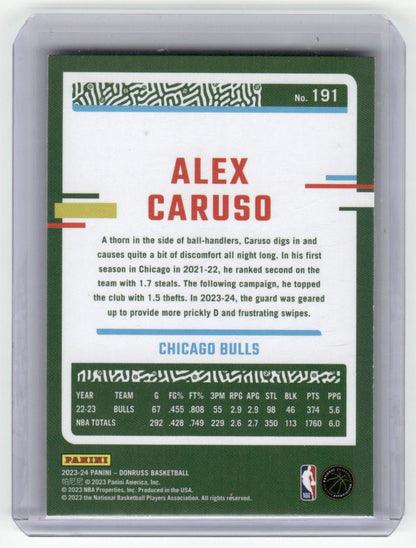 No. 191
ALEX
CARUSO
A thorn in the side of ball-handlers, Caruso digs in and
causes quite a bit of discomfort all night long. In his first
season in Chicago in 2021-22, he ranked second on the
team with 1.7 steals. The following campaign, he topped
the club with 1.5 thefts. In 2023-24, the guard was geared
up to provide more prickly D and frustrating swipes.
CHICAGO BULLS
YEAR TEAM G FG% FT% 3PM RPG APG STL BLK PTS PPG
22-23 BULLS 67 .455 .808 55 2.9 2.9 98 46 374 5.6
NBA TOTALS 292 .428 .749 229 2.6 2.7 350 113 1760 6.0
PANINI
2023-24 PANINI – DONRUSS BASKETBALL
帕尼尼 © 2023 Panini America, Inc.
© 2023 NBA Properties, Inc. Produced in the USA.
© 2023 the National Basketball Players Association. All rights reserved.
NBA